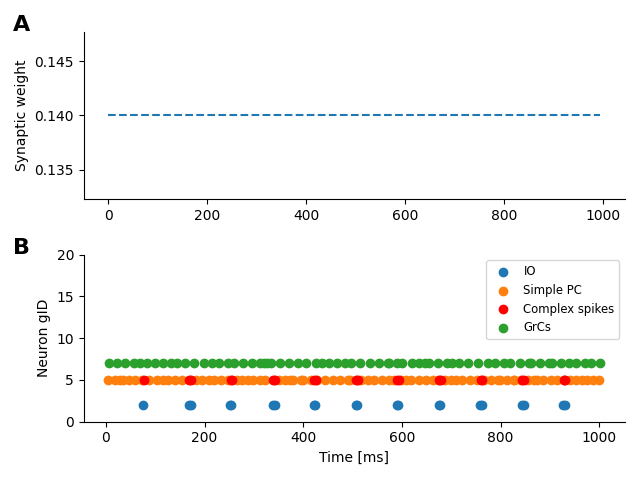 A
0.145
0.140
0.135
Synaptic weight
0 200 400 600 800 1000
B
20
15
10
5
0
Neuron gID
IO
Simple PC
Complex spikes
GrCs
0 200 400 600 800 1000
Time [ms]